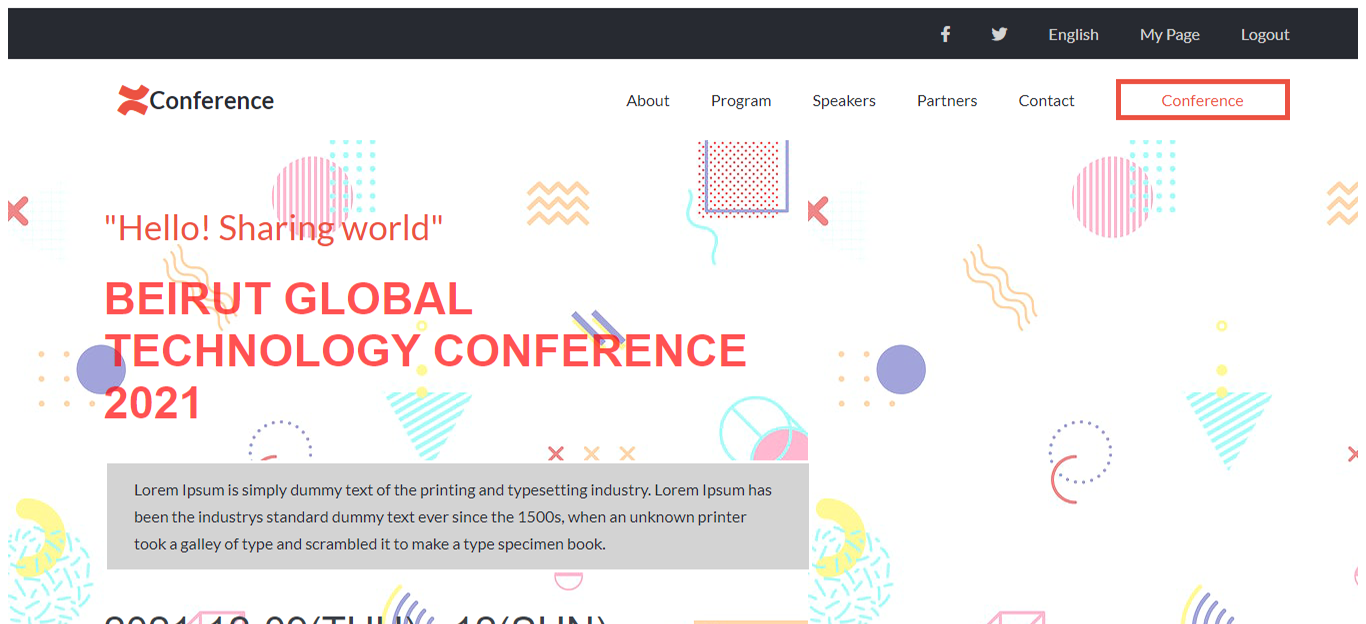 English My Page Logout
Conference
About Program Speakers Partners Contact Conference
"Hello! Sharing world"
BEIRUT GLOBAL
TECHNOLOGY CONFERENCE
2021
Lorem Ipsum is simply dummy text of the printing and typesetting industry. Lorem Ipsum has
been the industrys standard dummy text ever since the 1500s, when an unknown printer
took a galley of type and scrambled it to make a type specimen book.